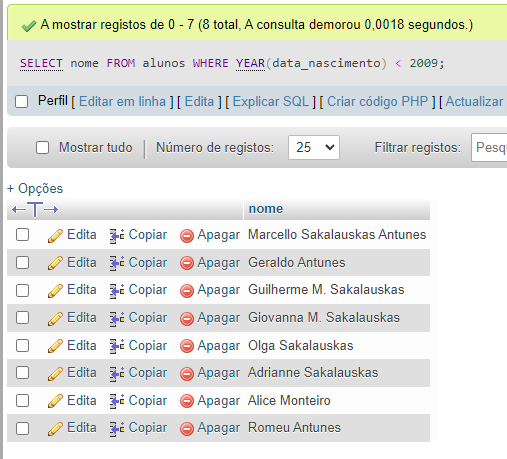 A mostrar registos de 0 - 7 (8 total, A consulta demorou 0,0018 segundos.)
SELECT nome FROM alunos WHERE YEAR(data_nascimento) < 2009;
Perfil [ Editar em linha ] [ Edita ] [ Explicar SQL ] [ Criar código PHP ] [ Actualizar
Mostrar tudo Número de registos: 25 Filtrar registos: Pesqu
+ Opções
←T→ nome
Edita Copiar Apagar Marcello Sakalauskas Antunes
Edita Copiar Apagar Geraldo Antunes
Edita Copiar Apagar Guilherme M. Sakalauskas
Edita Copiar Apagar Giovanna M. Sakalauskas
Edita Copiar Apagar Olga Sakalauskas
Edita Copiar Apagar Adrianne Sakalauskas
Edita Copiar Apagar Alice Monteiro
Edita Copiar Apagar Romeu Antunes